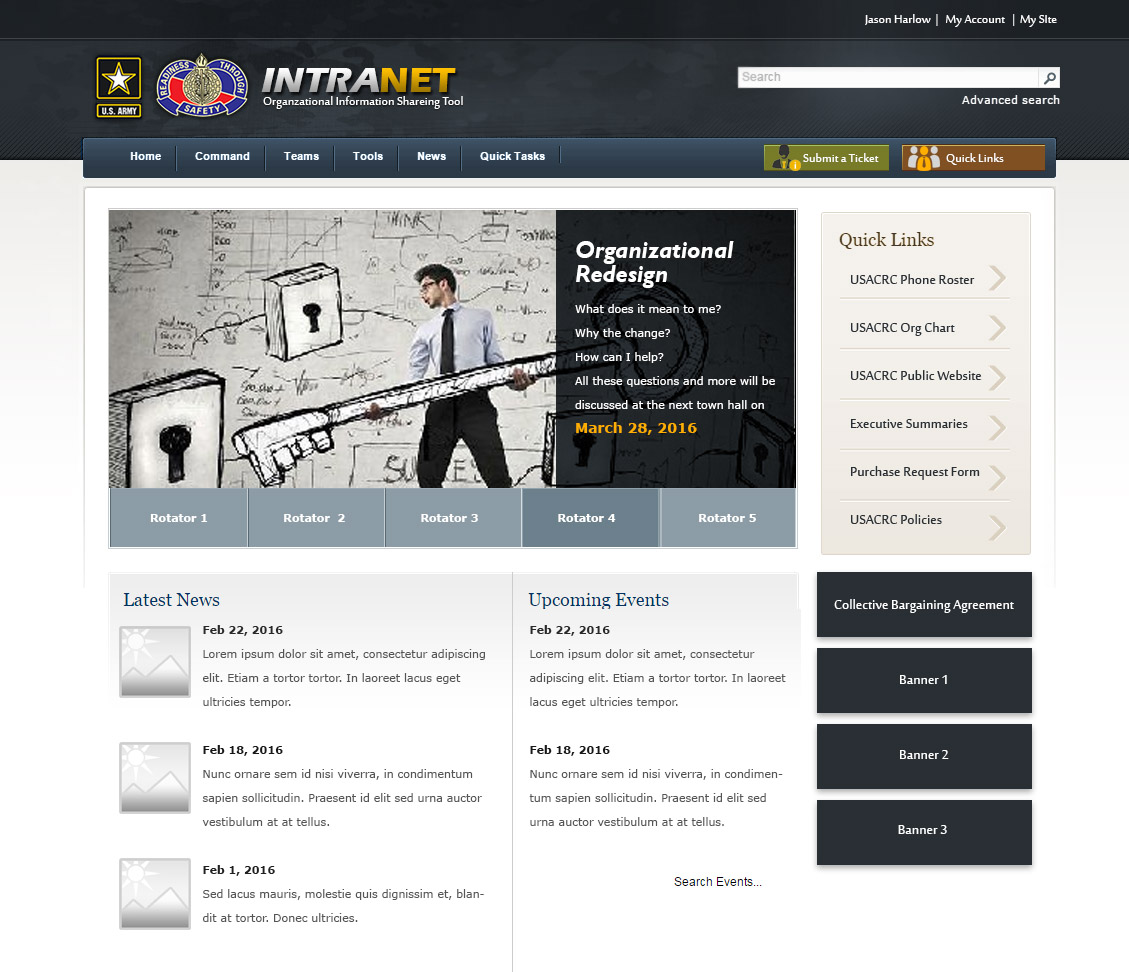 Jason Harlow | My Account | My SIte
U.S. ARMY
READINESS THROUGH SAFETY
INTRANET
Organzational Information Shareing Tool
Search
Advanced search
Home Command Teams Tools News Quick Tasks
Submit a Ticket
Quick Links
Organizational
Redesign
What does it mean to me?
Why the change?
How can I help?
All these questions and more will be
discussed at the next town hall on
March 28, 2016
Rotator 1 Rotator 2 Rotator 3 Rotator 4 Rotator 5
Quick Links
USACRC Phone Roster
USACRC Org Chart
USACRC Public Website
Executive Summaries
Purchase Request Form
USACRC Policies
Latest News
Feb 22, 2016
Lorem ipsum dolor sit amet, consectetur adipiscing
elit. Etiam a tortor tortor. In laoreet lacus eget
ultricies tempor.
Feb 18, 2016
Nunc ornare sem id nisi viverra, in condimentum
sapien sollicitudin. Praesent id elit sed urna auctor
vestibulum at at tellus.
Feb 1, 2016
Sed lacus mauris, molestie quis dignissim et, blan-
dit at tortor. Donec ultricies.
Upcoming Events
Feb 22, 2016
Lorem ipsum dolor sit amet, consectetur
adipiscing elit. Etiam a tortor tortor. In laoreet
lacus eget ultricies tempor.
Feb 18, 2016
Nunc ornare sem id nisi viverra, in condimen-
tum sapien sollicitudin. Praesent id elit sed
urna auctor vestibulum at at tellus.
Search Events...
Collective Bargaining Agreement
Banner 1
Banner 2
Banner 3